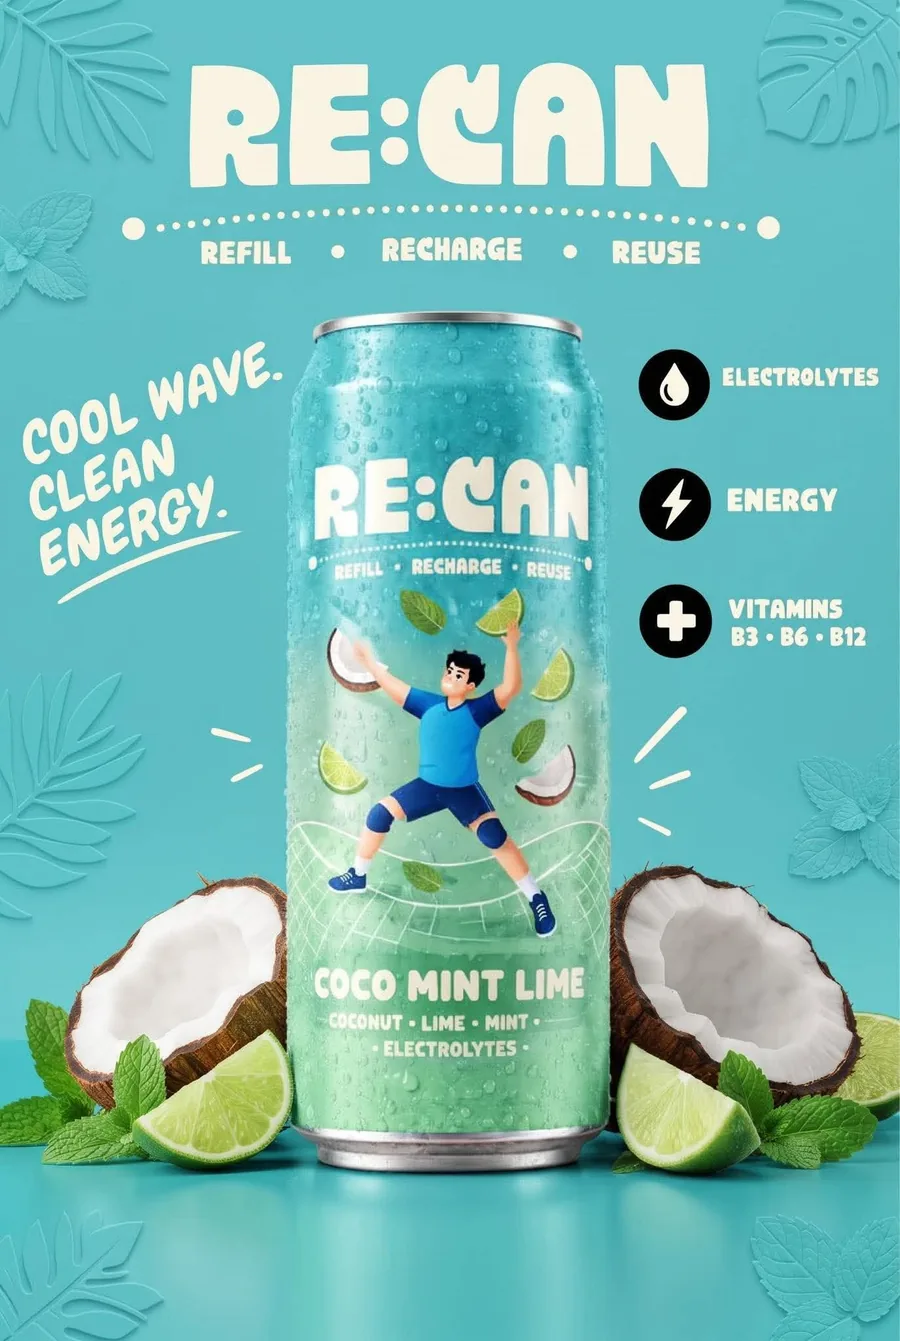 RE:CAN
REFILL • RECHARGE • REUSE
COOL WAVE.
CLEAN
ENERGY.
ELECTROLYTES
ENERGY
VITAMINS
B3 • B6 • B12
RE:CAN
REFILL • RECHARGE • REUSE
COCO MINT LIME
COCONUT • LIME • MINT •
• ELECTROLYTES •